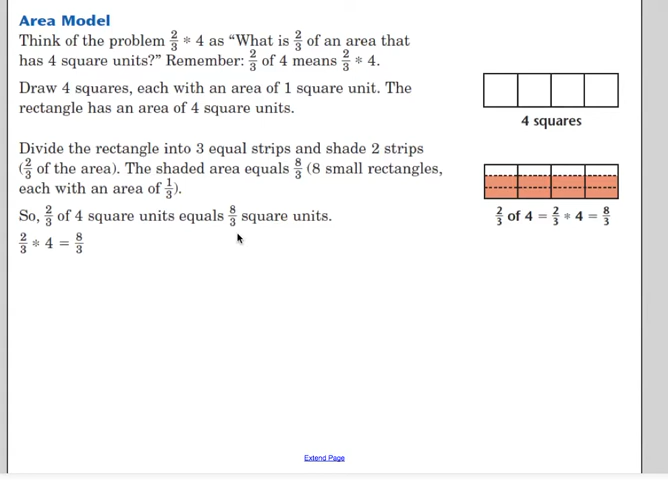 Area Model
Think of the problem 2/3 * 4 as “What is 2/3 of an area that
has 4 square units?” Remember: 2/3 of 4 means 2/3 * 4.
Draw 4 squares, each with an area of 1 square unit. The
rectangle has an area of 4 square units.
4 squares
Divide the rectangle into 3 equal strips and shade 2 strips
(2/3 of the area). The shaded area equals 8/3 (8 small rectangles,
each with an area of 1/3).
So, 2/3 of 4 square units equals 8/3 square units.
2/3 * 4 = 8/3
2/3 of 4 = 2/3 * 4 = 8/3
Extend Page